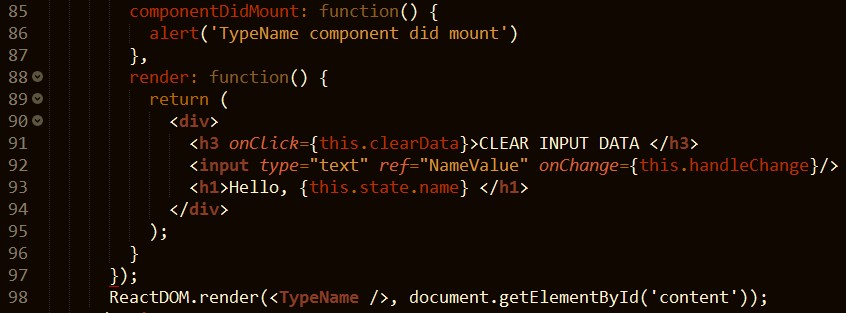 85 componentDidMount: function() {
86 alert('TypeName component did mount')
87 },
88 render: function() {
89 return (
90 <div>
91 <h3 onClick={this.clearData}>CLEAR INPUT DATA </h3>
92 <input type="text" ref="NameValue" onChange={this.handleChange}/>
93 <h1>Hello, {this.state.name} </h1>
94 </div>
95 );
96 }
97 });
98 ReactDOM.render(<TypeName />, document.getElementById('content'));